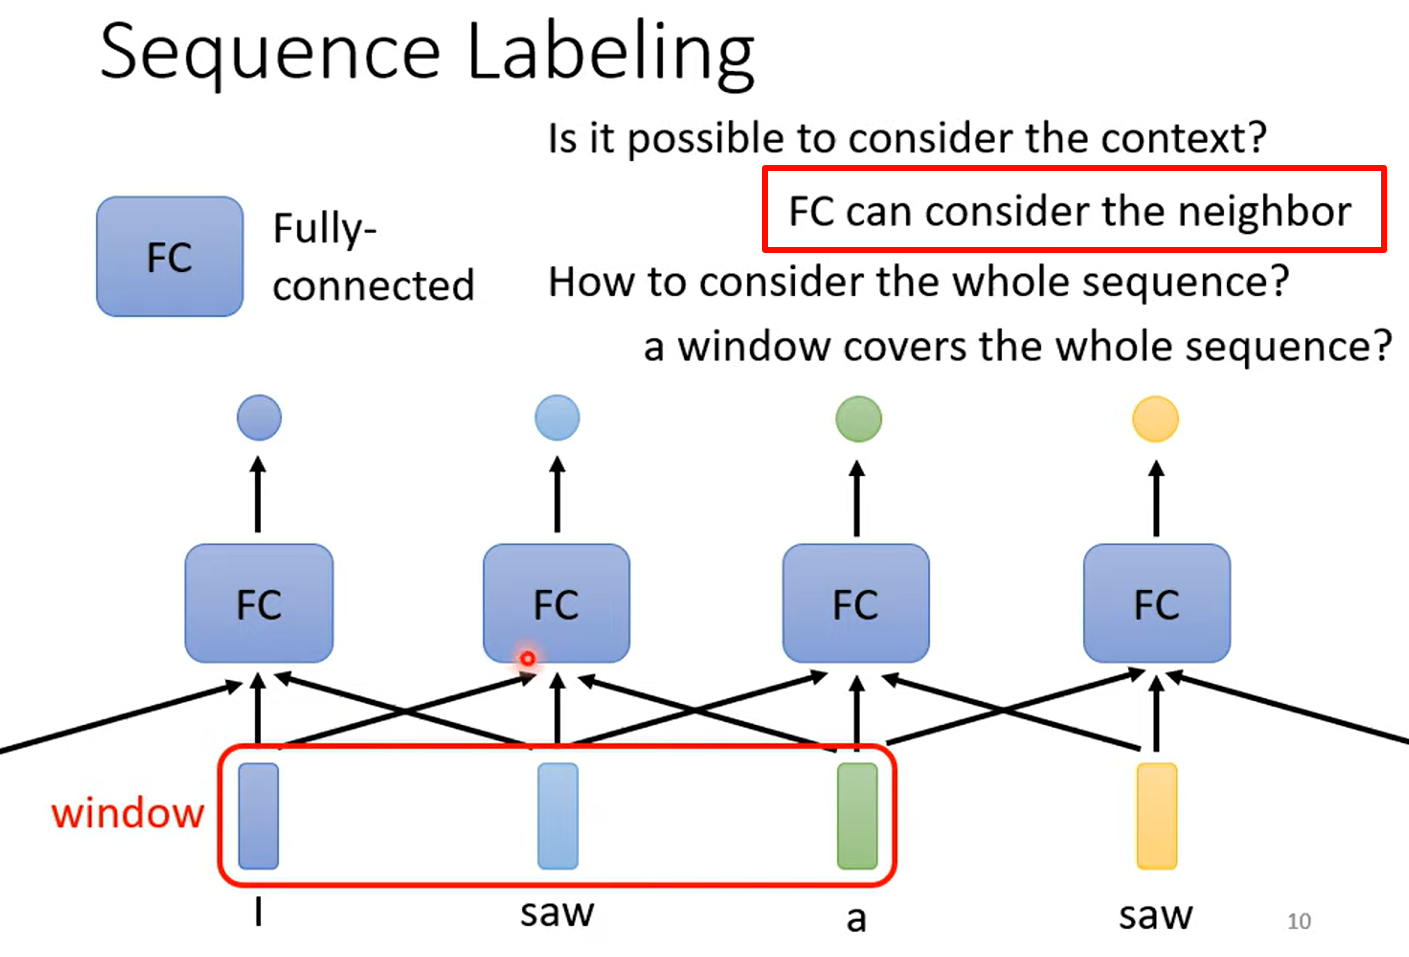 Sequence Labeling
Is it possible to consider the context?
FC can consider the neighbor
FC
Fully-
connected
How to consider the whole sequence?
a window covers the whole sequence?
FC
FC
FC
FC
window
I
saw
a
saw
10